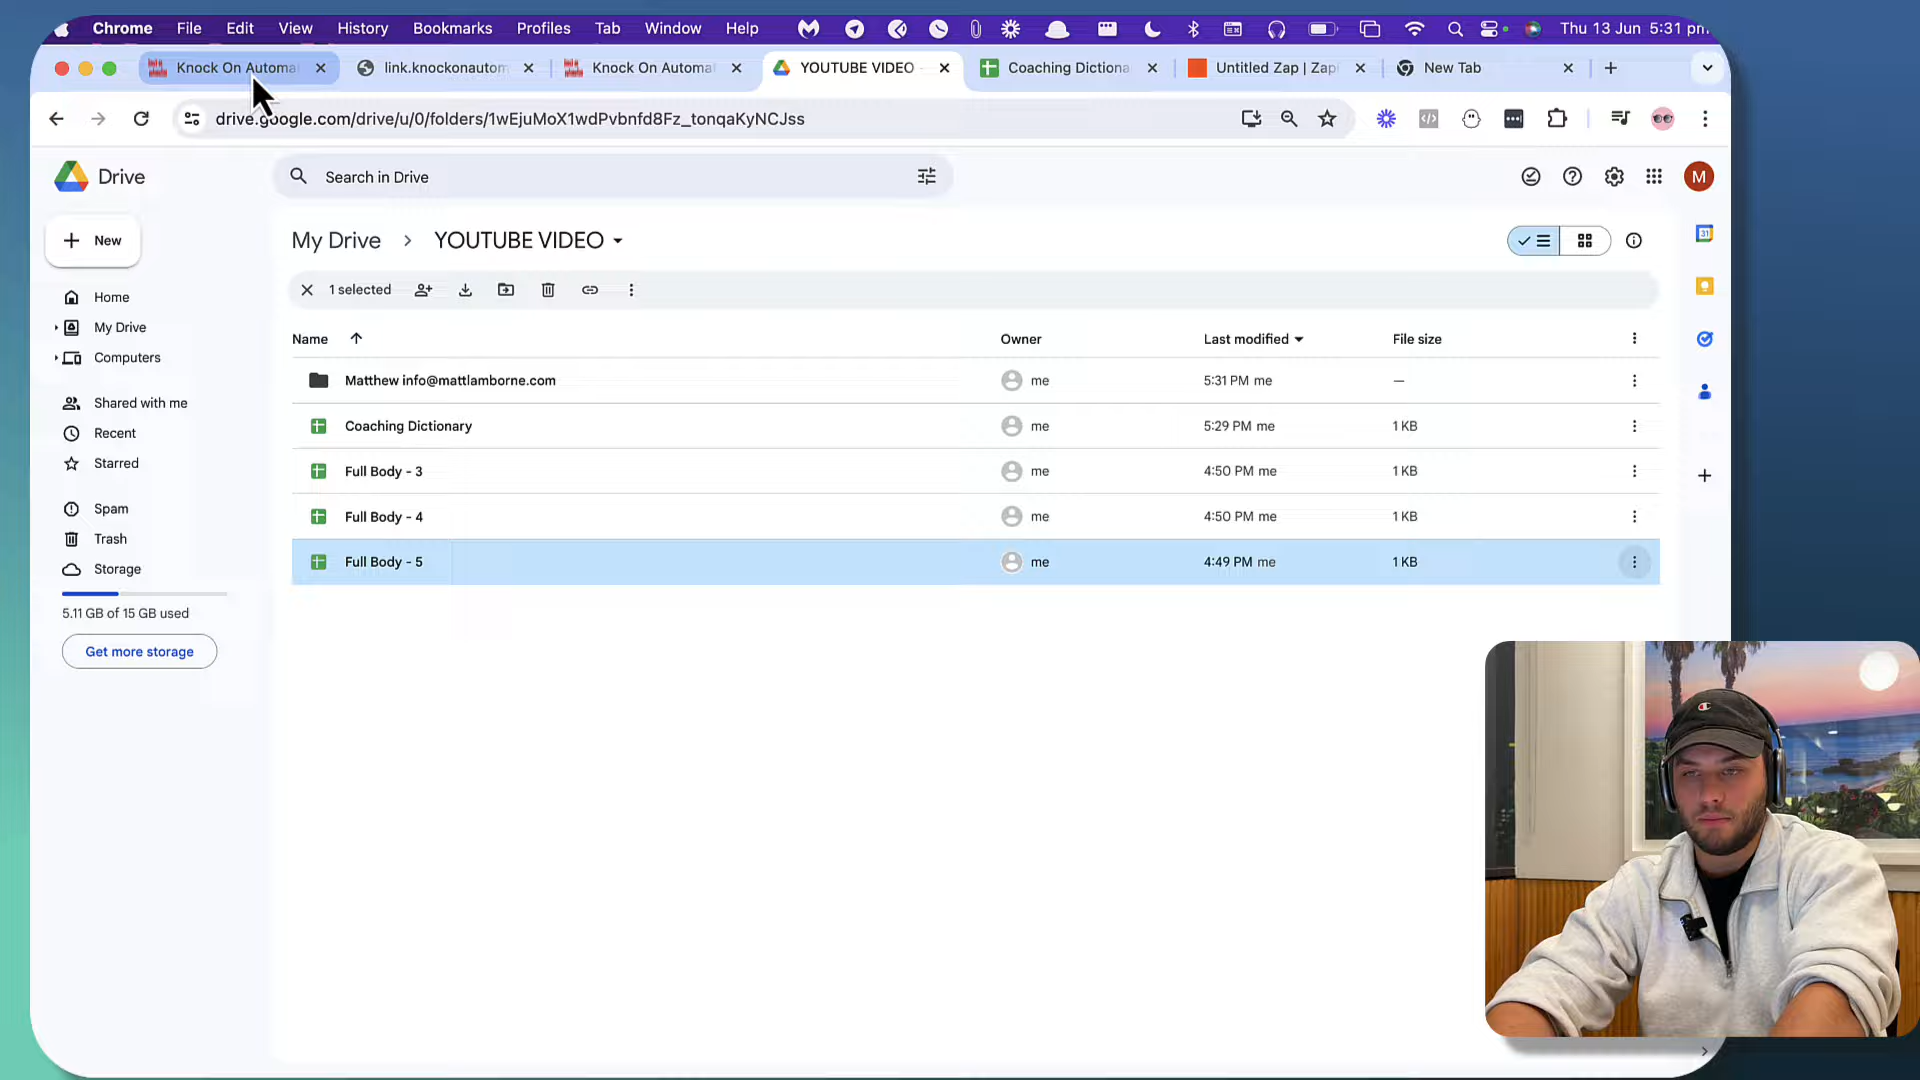 Chrome File Edit View History Bookmarks Profiles Tab Window Help Thu 13 Jun 5:31 pm
Knock On Automa link.knockonautom Knock On Automat YOUTUBE VIDEO - Coaching Dictiona Untitled Zap | Zapi New Tab
drive.google.com/drive/u/0/folders/1wEjuMoX1wdPvbnfd8Fz_tonqaKyNCJss
Drive
Search in Drive
M
New
My Drive > YOUTUBE VIDEO
31
1 selected
Home
My Drive
Computers
Shared with me
Recent
Starred
Spam
Trash
Storage
5.11 GB of 15 GB used
Get more storage
Name Owner Last modified File size
Matthew info@mattlamborne.com me 5:31 PM me —
Coaching Dictionary me 5:29 PM me 1 KB
Full Body - 3 me 4:50 PM me 1 KB
Full Body - 4 me 4:50 PM me 1 KB
Full Body - 5 me 4:49 PM me 1 KB